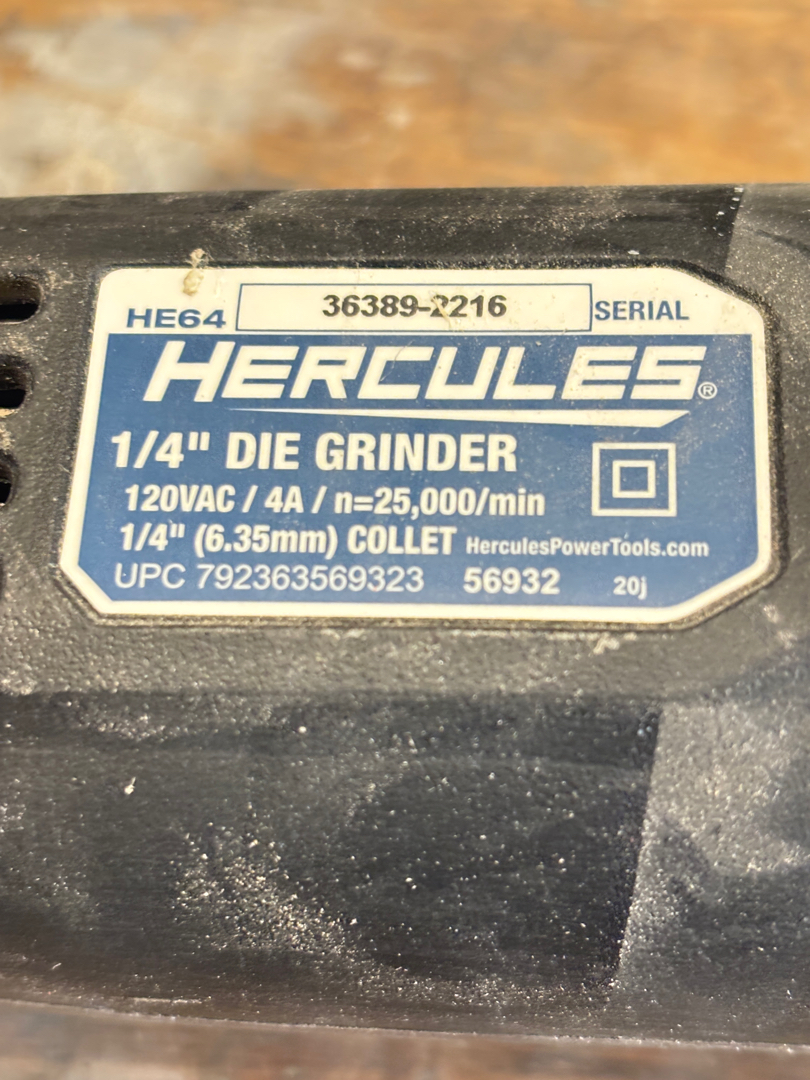 HE64 36389-2216 SERIAL
HERCULES®
1/4" DIE GRINDER
120VAC / 4A / n=25,000/min
1/4" (6.35mm) COLLET HerculesPowerTools.com
UPC 792363569323 56932 20j